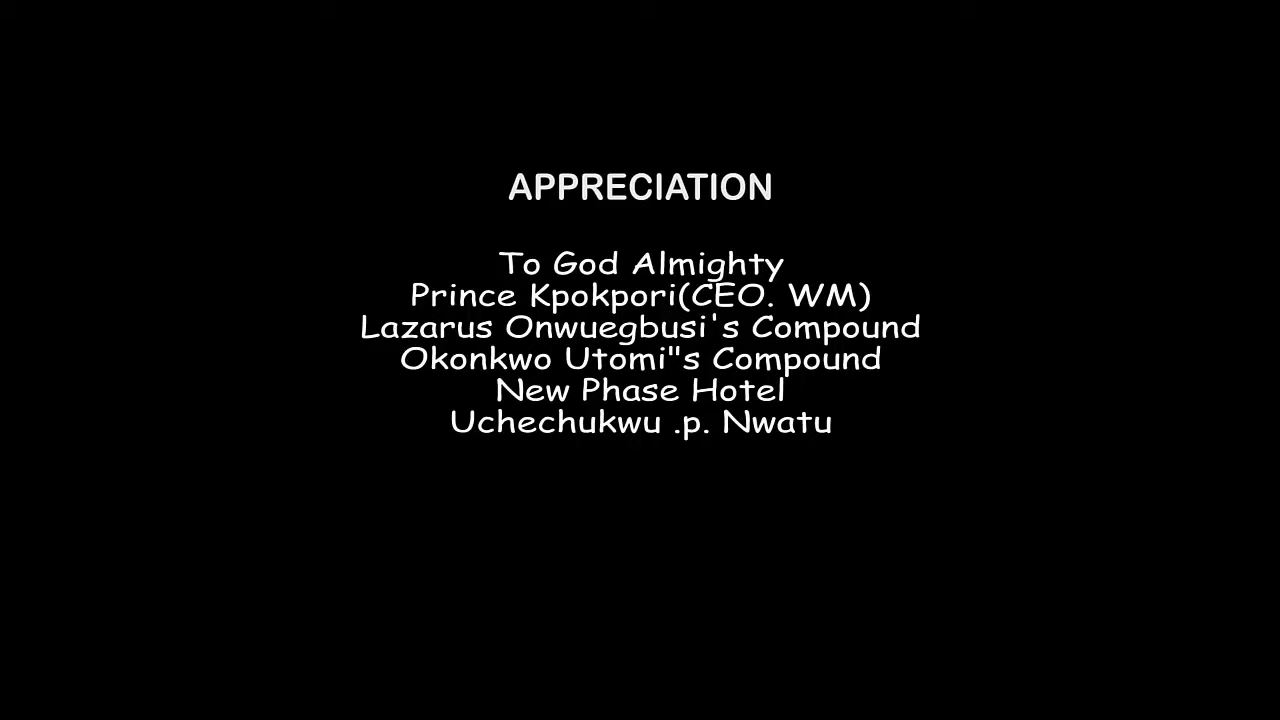 APPRECIATION
To God Almighty
Prince Kpokpori(CEO. WM)
Lazarus Onwuegbusi's Compound
Okonkwo Utomi"s Compound
New Phase Hotel
Uchechukwu .p. Nwatu